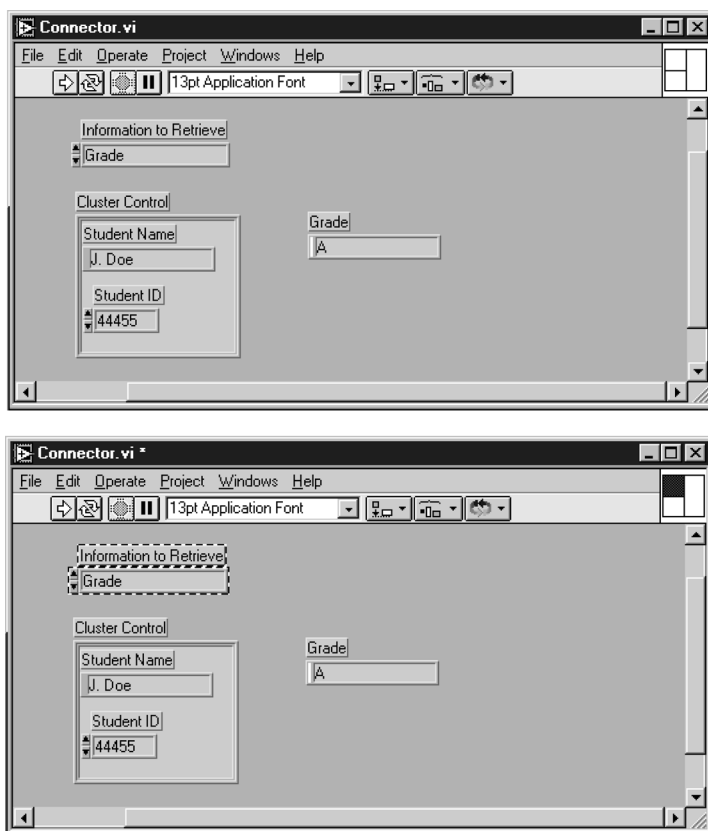 Connector.vi
File Edit Operate Project Windows Help
13pt Application Font
Information to Retrieve
Grade
Cluster Control
Student Name
J. Doe
Student ID
44455
Grade
A
Connector.vi *
File Edit Operate Project Windows Help
13pt Application Font
Information to Retrieve
Grade
Cluster Control
Student Name
J. Doe
Student ID
44455
Grade
A